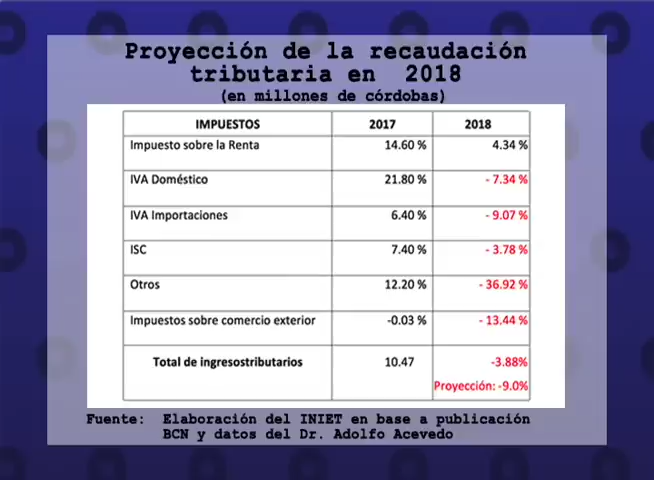 Proyección de la recaudación
tributaria en 2018
(en millones de córdobas)
IMPUESTOS 2017 2018
Impuesto sobre la Renta 14.60 % 4.34 %
IVA Doméstico 21.80 % - 7.34 %
IVA Importaciones 6.40 % - 9.07 %
ISC 7.40 % - 3.78 %
Otros 12.20 % - 36.92 %
Impuestos sobre comercio exterior -0.03 % - 13.44 %
Total de ingresostributarios 10.47 -3.88%
Proyección: -9.0%
Fuente: Elaboración del INIET en base a publicación
BCN y datos del Dr. Adolfo Acevedo